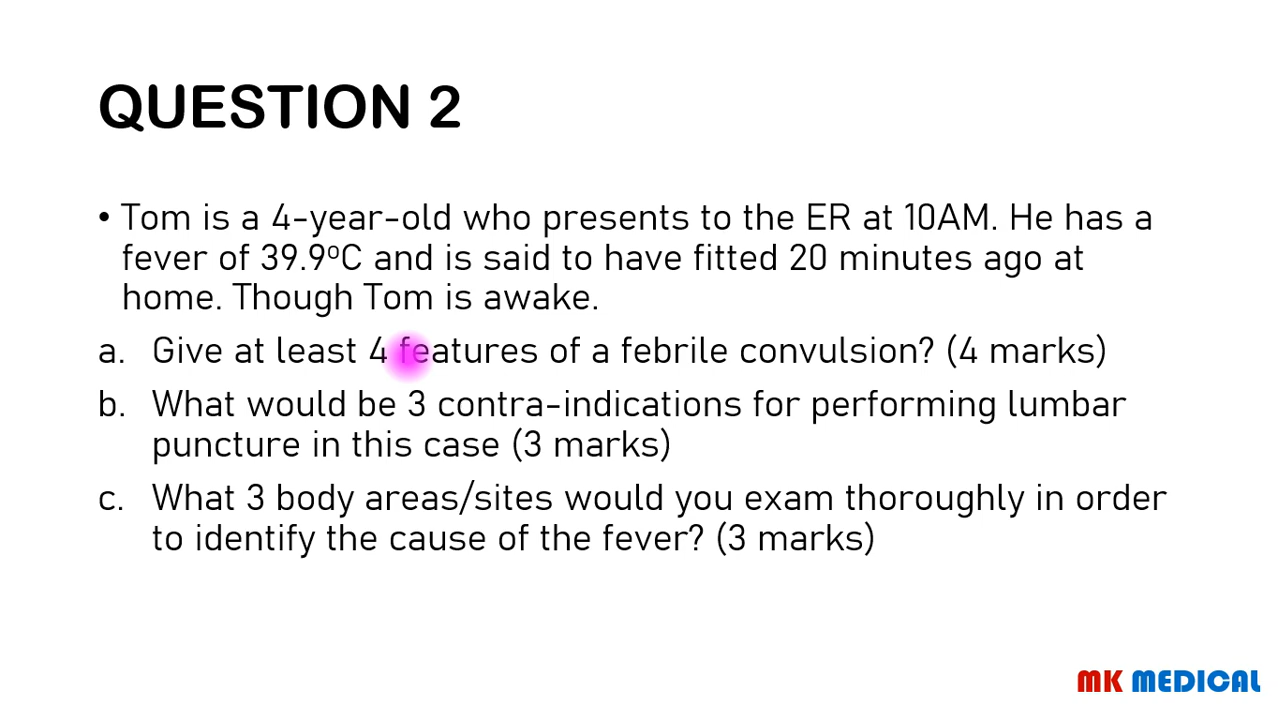 QUESTION 2
• Tom is a 4-year-old who presents to the ER at 10AM. He has a
fever of 39.9ºC and is said to have fitted 20 minutes ago at
home. Though Tom is awake.
a. Give at least 4 features of a febrile convulsion? (4 marks)
b. What would be 3 contra-indications for performing lumbar
puncture in this case (3 marks)
c. What 3 body areas/sites would you exam thoroughly in order
to identify the cause of the fever? (3 marks)
MK MEDICAL